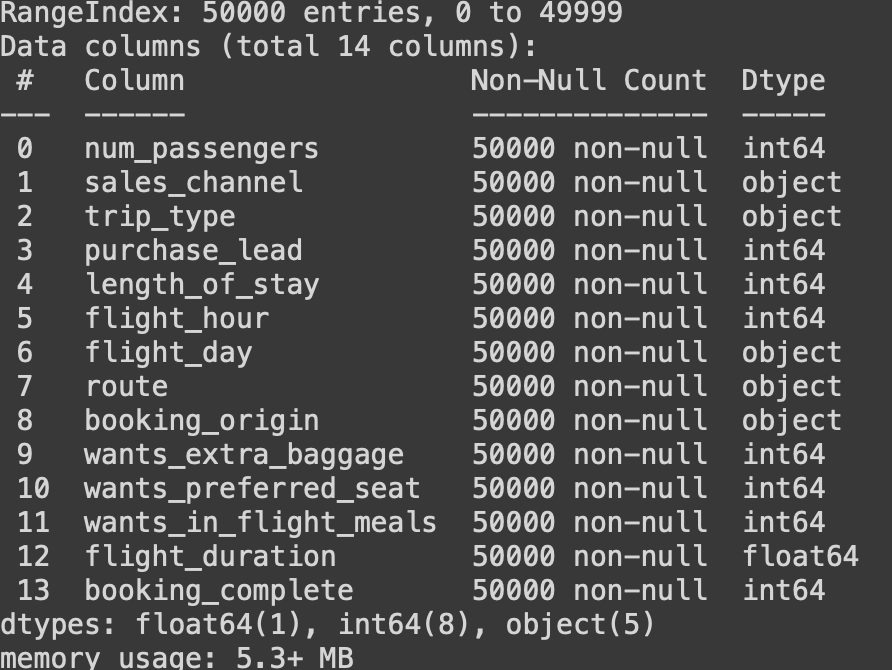 RangeIndex: 50000 entries, 0 to 49999
Data columns (total 14 columns):
 #   Column                 Non-Null Count  Dtype
---  ------                 --------------  -----
 0   num_passengers         50000 non-null  int64
 1   sales_channel          50000 non-null  object
 2   trip_type              50000 non-null  object
 3   purchase_lead          50000 non-null  int64
 4   length_of_stay         50000 non-null  int64
 5   flight_hour            50000 non-null  int64
 6   flight_day             50000 non-null  object
 7   route                  50000 non-null  object
 8   booking_origin         50000 non-null  object
 9   wants_extra_baggage    50000 non-null  int64
 10  wants_preferred_seat   50000 non-null  int64
 11  wants_in_flight_meals  50000 non-null  int64
 12  flight_duration        50000 non-null  float64
 13  booking_complete       50000 non-null  int64
dtypes: float64(1), int64(8), object(5)
memory usage: 5.3+ MB